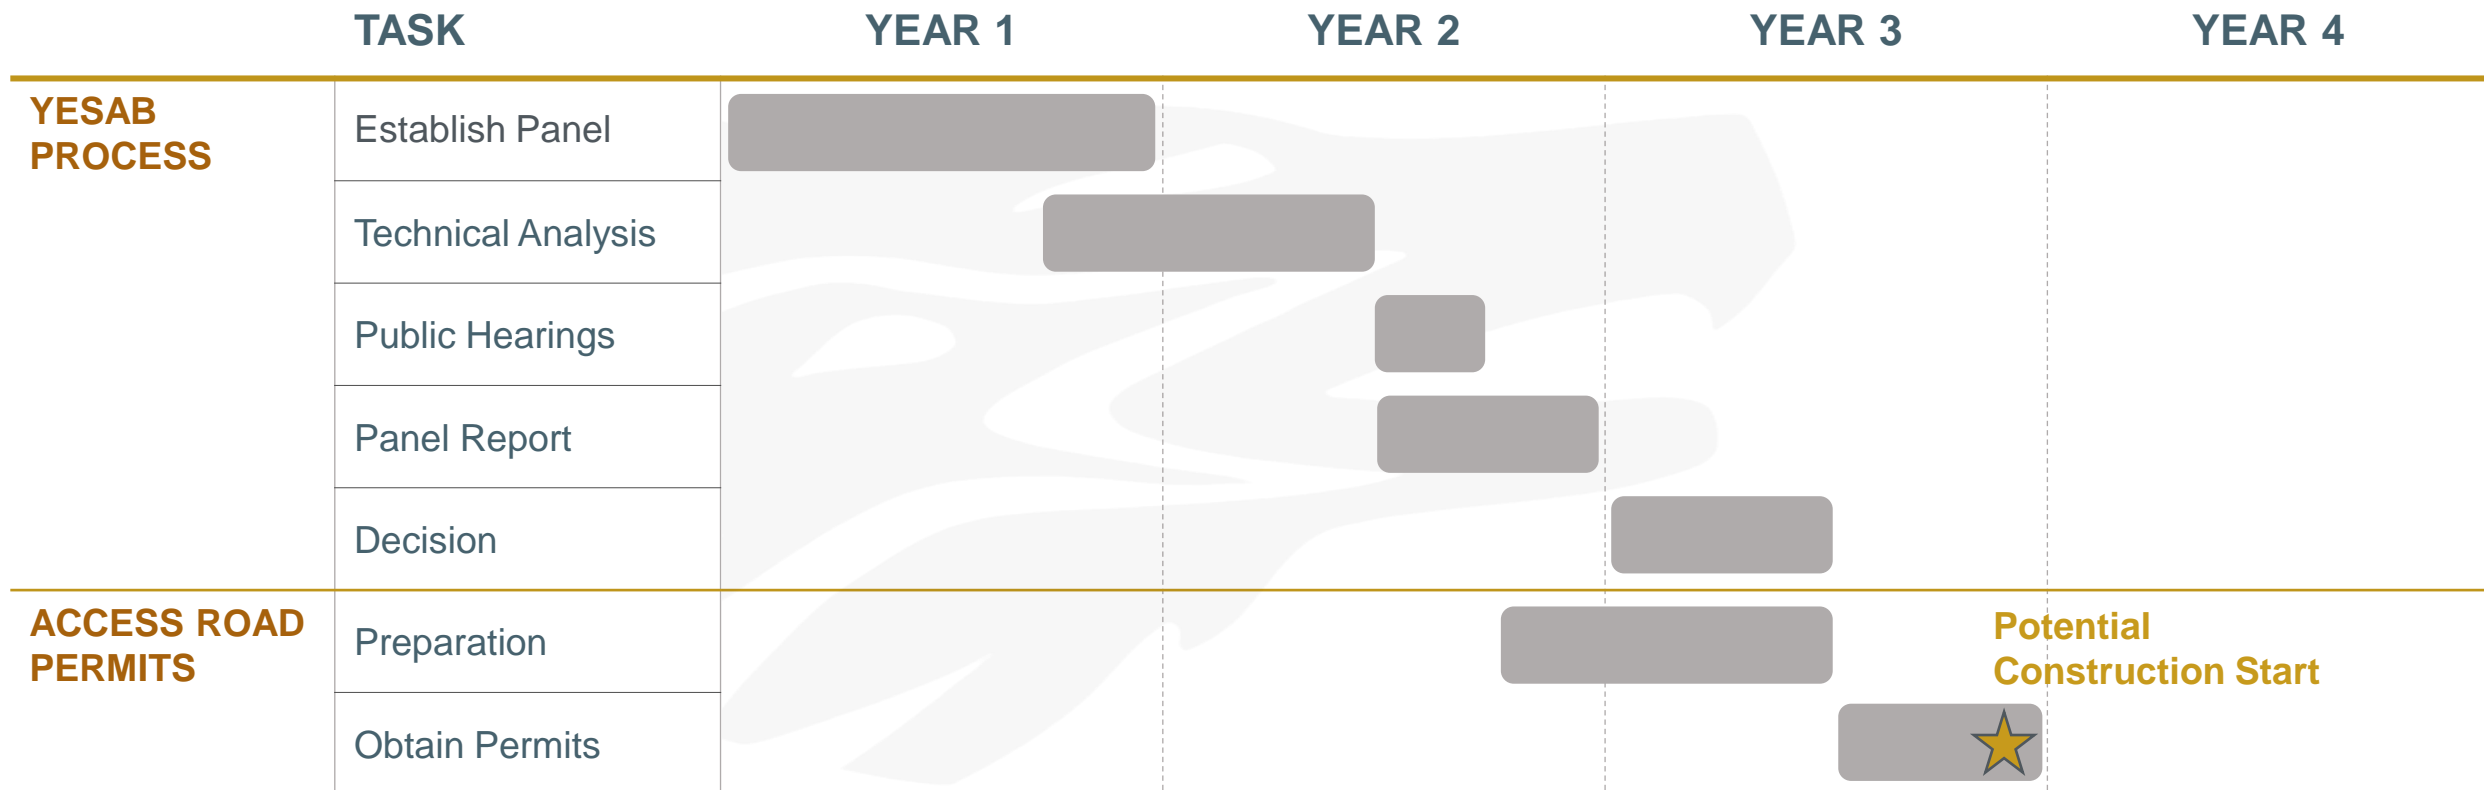 TASK YEAR 1 YEAR 2 YEAR 3 YEAR 4
YESAB
PROCESS
Establish Panel
Technical Analysis
Public Hearings
Panel Report
Decision
ACCESS ROAD
PERMITS
Preparation
Potential
Construction Start
Obtain Permits